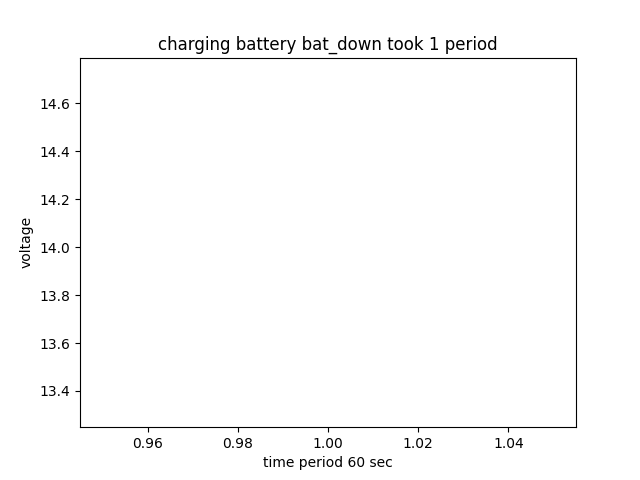 charging battery bat_down took 1 period
14.6
14.4
14.2
14.0
13.8
13.6
13.4
voltage
0.96 0.98 1.00 1.02 1.04
time period 60 sec